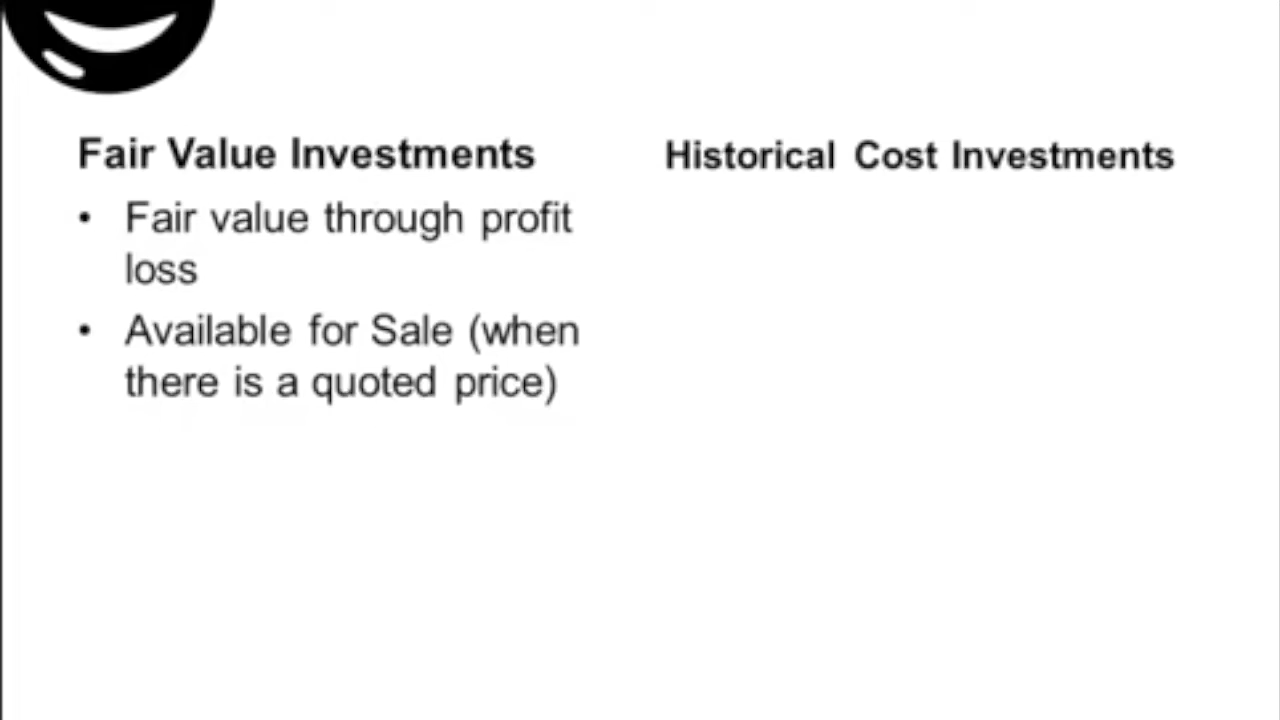 Fair Value Investments
• Fair value through profit
loss
• Available for Sale (when
there is a quoted price)
Historical Cost Investments